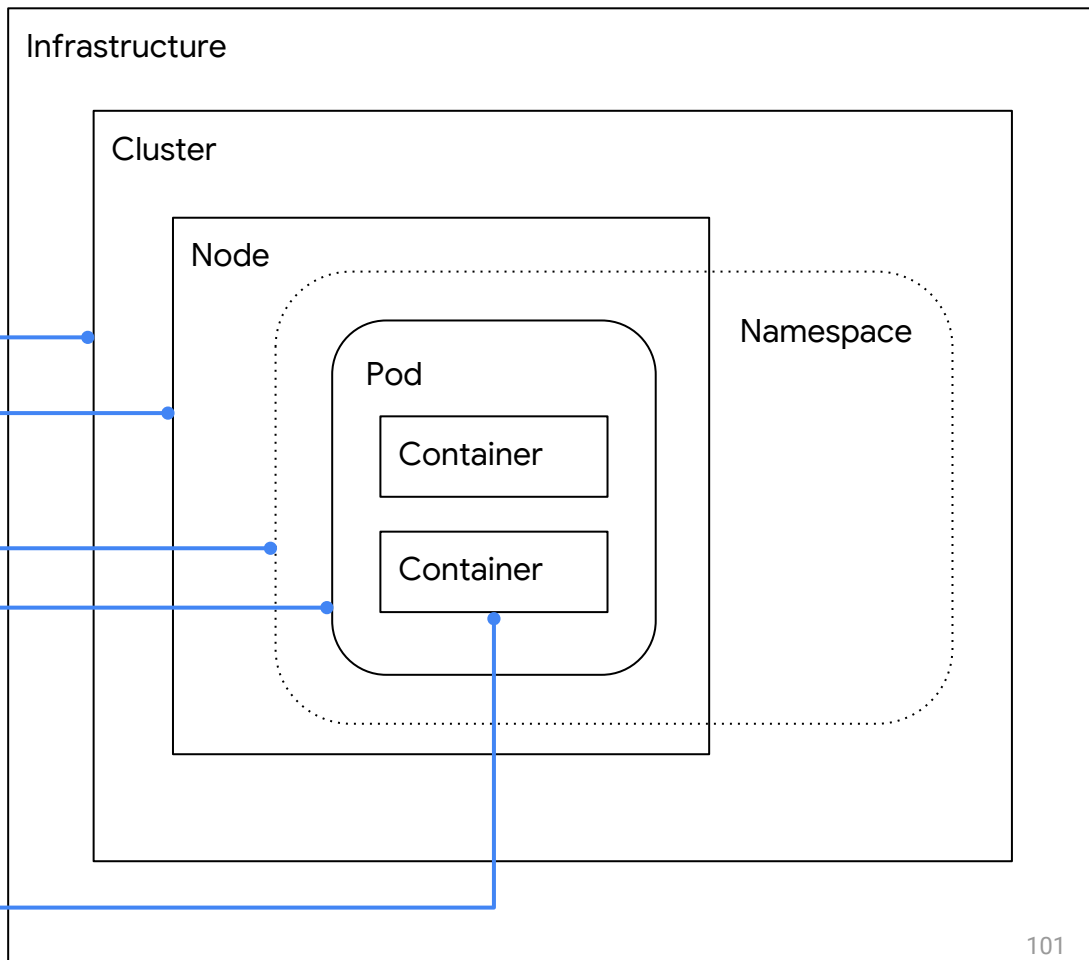 Infrastructure
Cluster
Node
Namespace
Pod
Container
Container
101